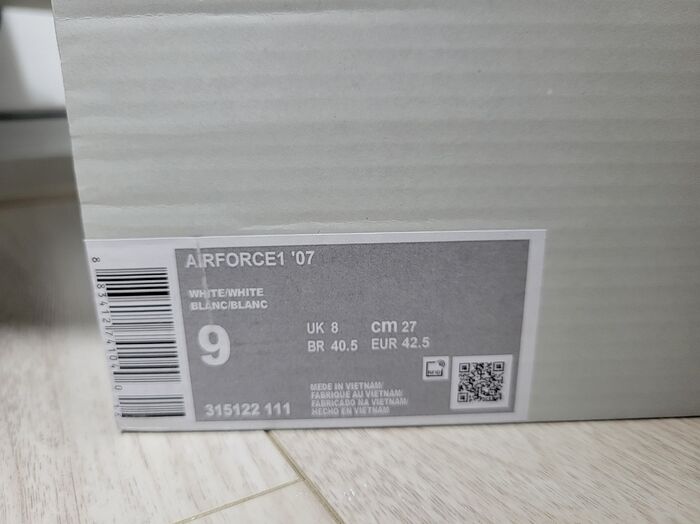 AIRFORCE1 '07
WHITE/WHITE
BLANC/BLANC
9
UK 8 cm 27
BR 40.5 EUR 42.5
315122 111
MEDE IN VIETNAM/
FABRIQUE AU VIETNAM/
FABRICADO NA VIETNAM/
HECHO EN VIETNAM